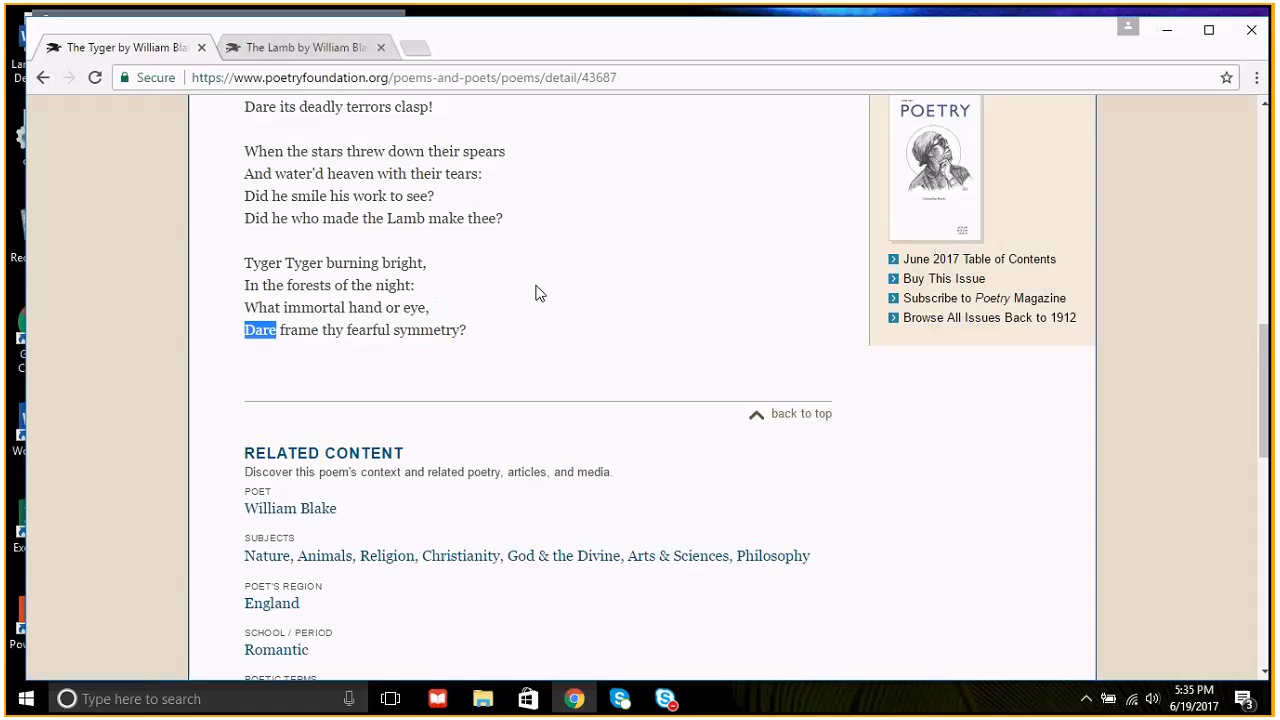 The Tyger by William Bla
The Lamb by William Bla
Secure
https://www.poetryfoundation.org/poems-and-poets/poems/detail/43687
Dare its deadly terrors clasp!
When the stars threw down their spears
And water'd heaven with their tears:
Did he smile his work to see?
Did he who made the Lamb make thee?
Tyger Tyger burning bright,
In the forests of the night:
What immortal hand or eye,
Dare frame thy fearful symmetry?
POETRY
June 2017 Table of Contents
Buy This Issue
Subscribe to Poetry Magazine
Browse All Issues Back to 1912
back to top
RELATED CONTENT
Discover this poem's context and related poetry, articles, and media.
POET
William Blake
SUBJECTS
Nature, Animals, Religion, Christianity, God & the Divine, Arts & Sciences, Philosophy
POET'S REGION
England
SCHOOL / PERIOD
Romantic
POETIC TERMS
Type here to search
5:35 PM
6/19/2017
3